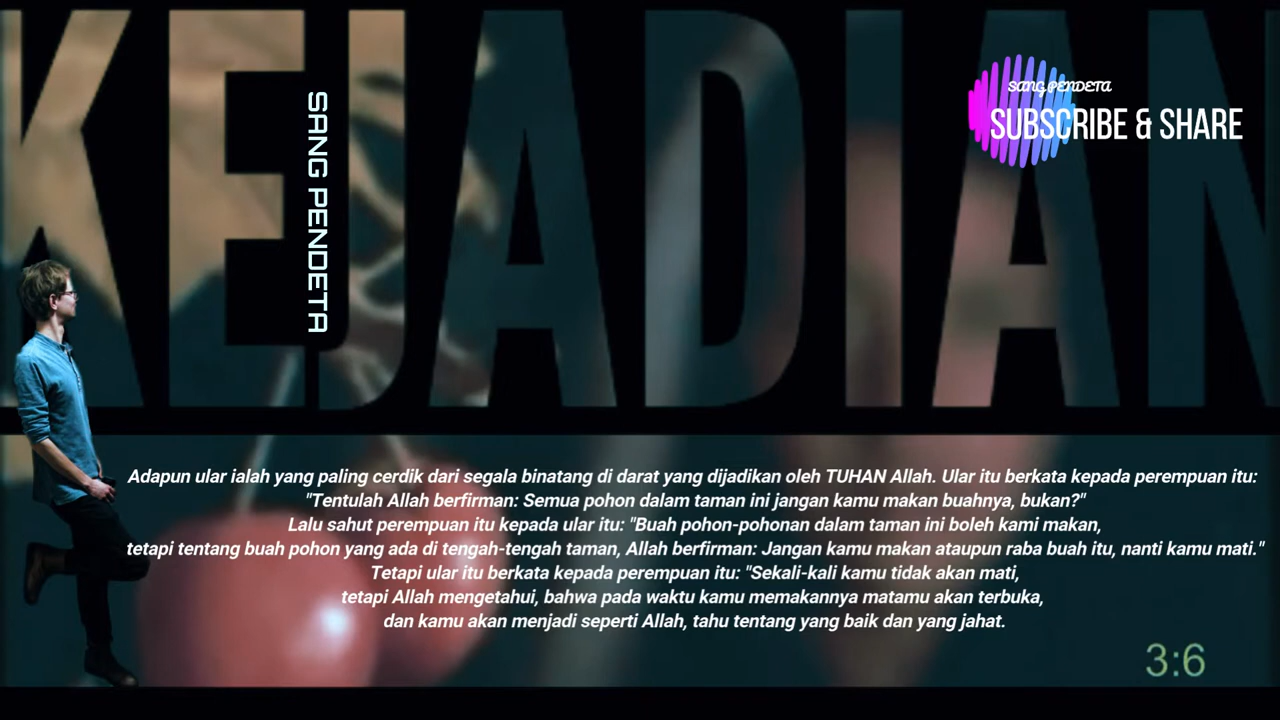 KEJADIAN
SANG PENDETA
SANG PENDETA
SUBSCRIBE & SHARE
Adapun ular ialah yang paling cerdik dari segala binatang di darat yang dijadikan oleh TUHAN Allah. Ular itu berkata kepada perempuan itu:
"Tentulah Allah berfirman: Semua pohon dalam taman ini jangan kamu makan buahnya, bukan?"
Lalu sahut perempuan itu kepada ular itu: "Buah pohon-pohonan dalam taman ini boleh kami makan,
tetapi tentang buah pohon yang ada di tengah-tengah taman, Allah berfirman: Jangan kamu makan ataupun raba buah itu, nanti kamu mati."
Tetapi ular itu berkata kepada perempuan itu: "Sekali-kali kamu tidak akan mati,
tetapi Allah mengetahui, bahwa pada waktu kamu memakannya matamu akan terbuka,
dan kamu akan menjadi seperti Allah, tahu tentang yang baik dan yang jahat.
3:6